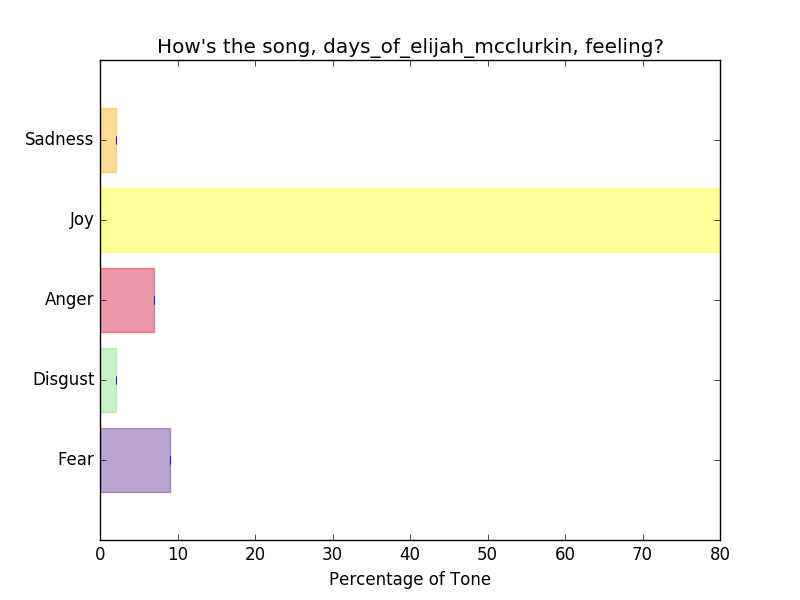 How's the song, days_of_elijah_mcclurkin, feeling?
Sadness
Joy
Anger
Disgust
Fear
0 10 20 30 40 50 60 70 80
Percentage of Tone